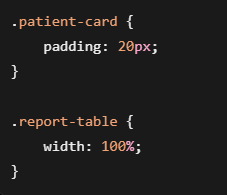 .patient-card {
    padding: 20px;
}

.report-table {
    width: 100%;
}